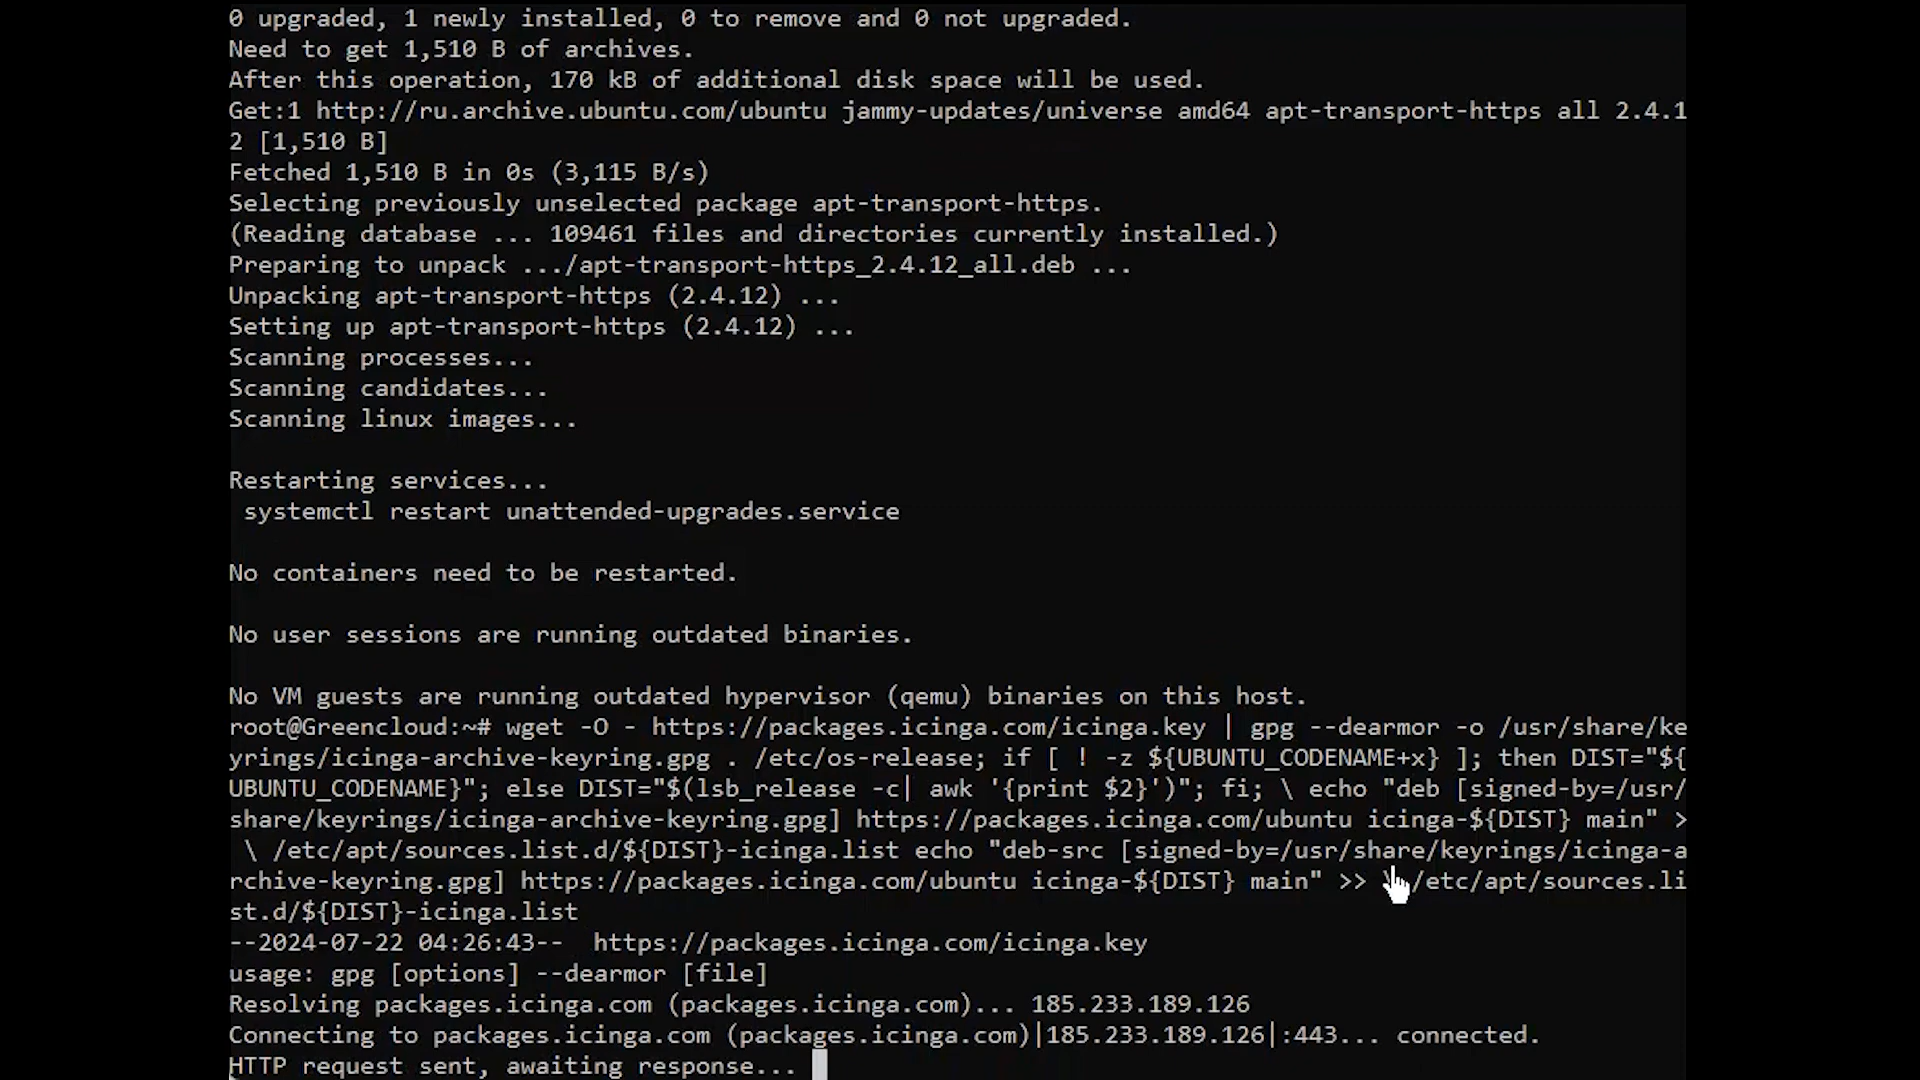 0 upgraded, 1 newly installed, 0 to remove and 0 not upgraded.
Need to get 1,510 B of archives.
After this operation, 170 kB of additional disk space will be used.
Get:1 http://ru.archive.ubuntu.com/ubuntu jammy-updates/universe amd64 apt-transport-https all 2.4.1
2 [1,510 B]
Fetched 1,510 B in 0s (3,115 B/s)
Selecting previously unselected package apt-transport-https.
(Reading database ... 109461 files and directories currently installed.)
Preparing to unpack .../apt-transport-https_2.4.12_all.deb ...
Unpacking apt-transport-https (2.4.12) ...
Setting up apt-transport-https (2.4.12) ...
Scanning processes...
Scanning candidates...
Scanning linux images...
Restarting services...
systemctl restart unattended-upgrades.service
No containers need to be restarted.
No user sessions are running outdated binaries.
No VM guests are running outdated hypervisor (qemu) binaries on this host.
root@Greencloud:~# wget -O - https://packages.icinga.com/icinga.key | gpg --dearmor -o /usr/share/ke
yrings/icinga-archive-keyring.gpg . /etc/os-release; if [ ! -z ${UBUNTU_CODENAME+x} ]; then DIST="${
UBUNTU_CODENAME}"; else DIST="$(lsb_release -c| awk '{print $2}')"; fi; \ echo "deb [signed-by=/usr/
share/keyrings/icinga-archive-keyring.gpg] https://packages.icinga.com/ubuntu icinga-${DIST} main" >
\ /etc/apt/sources.list.d/${DIST}-icinga.list echo "deb-src [signed-by=/usr/share/keyrings/icinga-a
rchive-keyring.gpg] https://packages.icinga.com/ubuntu icinga-${DIST} main" >> \ /etc/apt/sources.li
st.d/${DIST}-icinga.list
--2024-07-22 04:26:43-- https://packages.icinga.com/icinga.key
usage: gpg [options] --dearmor [file]
Resolving packages.icinga.com (packages.icinga.com)... 185.233.189.126
Connecting to packages.icinga.com (packages.icinga.com)|185.233.189.126|:443... connected.
HTTP request sent, awaiting response...